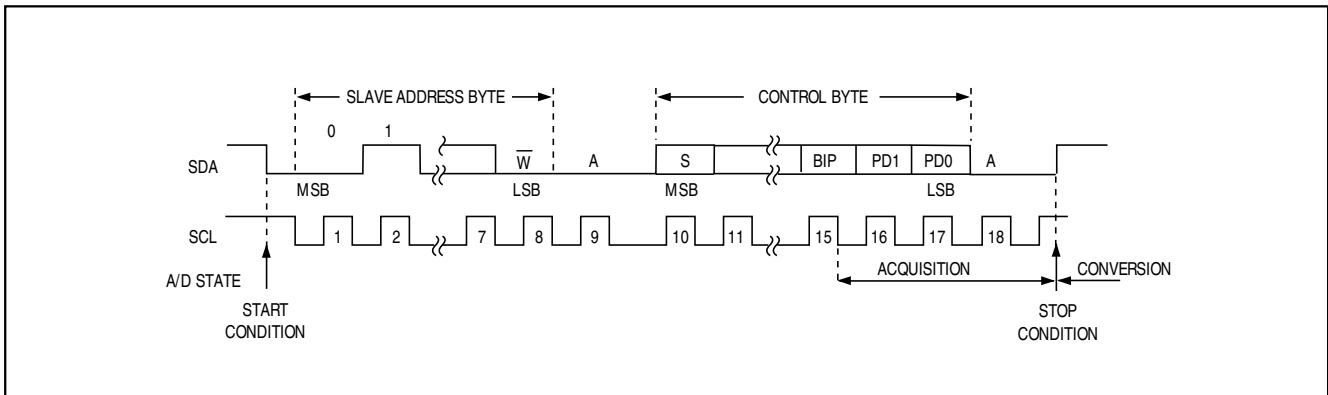 SLAVE ADDRESS BYTE CONTROL BYTE
0 1
SDA W A S BIP PD1 PD0 A
MSB LSB MSB LSB
SCL 1 2 7 8 9 10 11 15 16 17 18
A/D STATE ACQUISITION CONVERSION
START CONDITION
STOP CONDITION